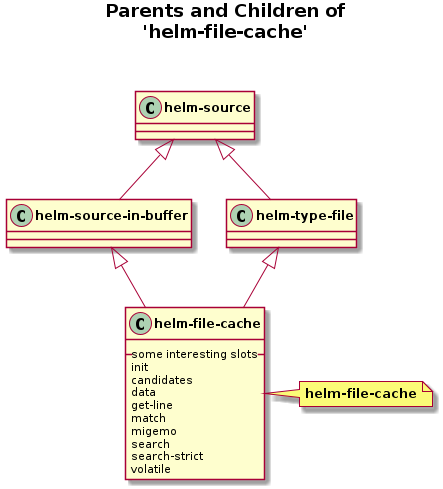 Parents and Children of
'helm-file-cache'
C helm-source
C helm-source-in-buffer
C helm-type-file
C helm-file-cache
some interesting slots
init
candidates
data
get-line
match
migemo
search
search-strict
volatile
helm-file-cache